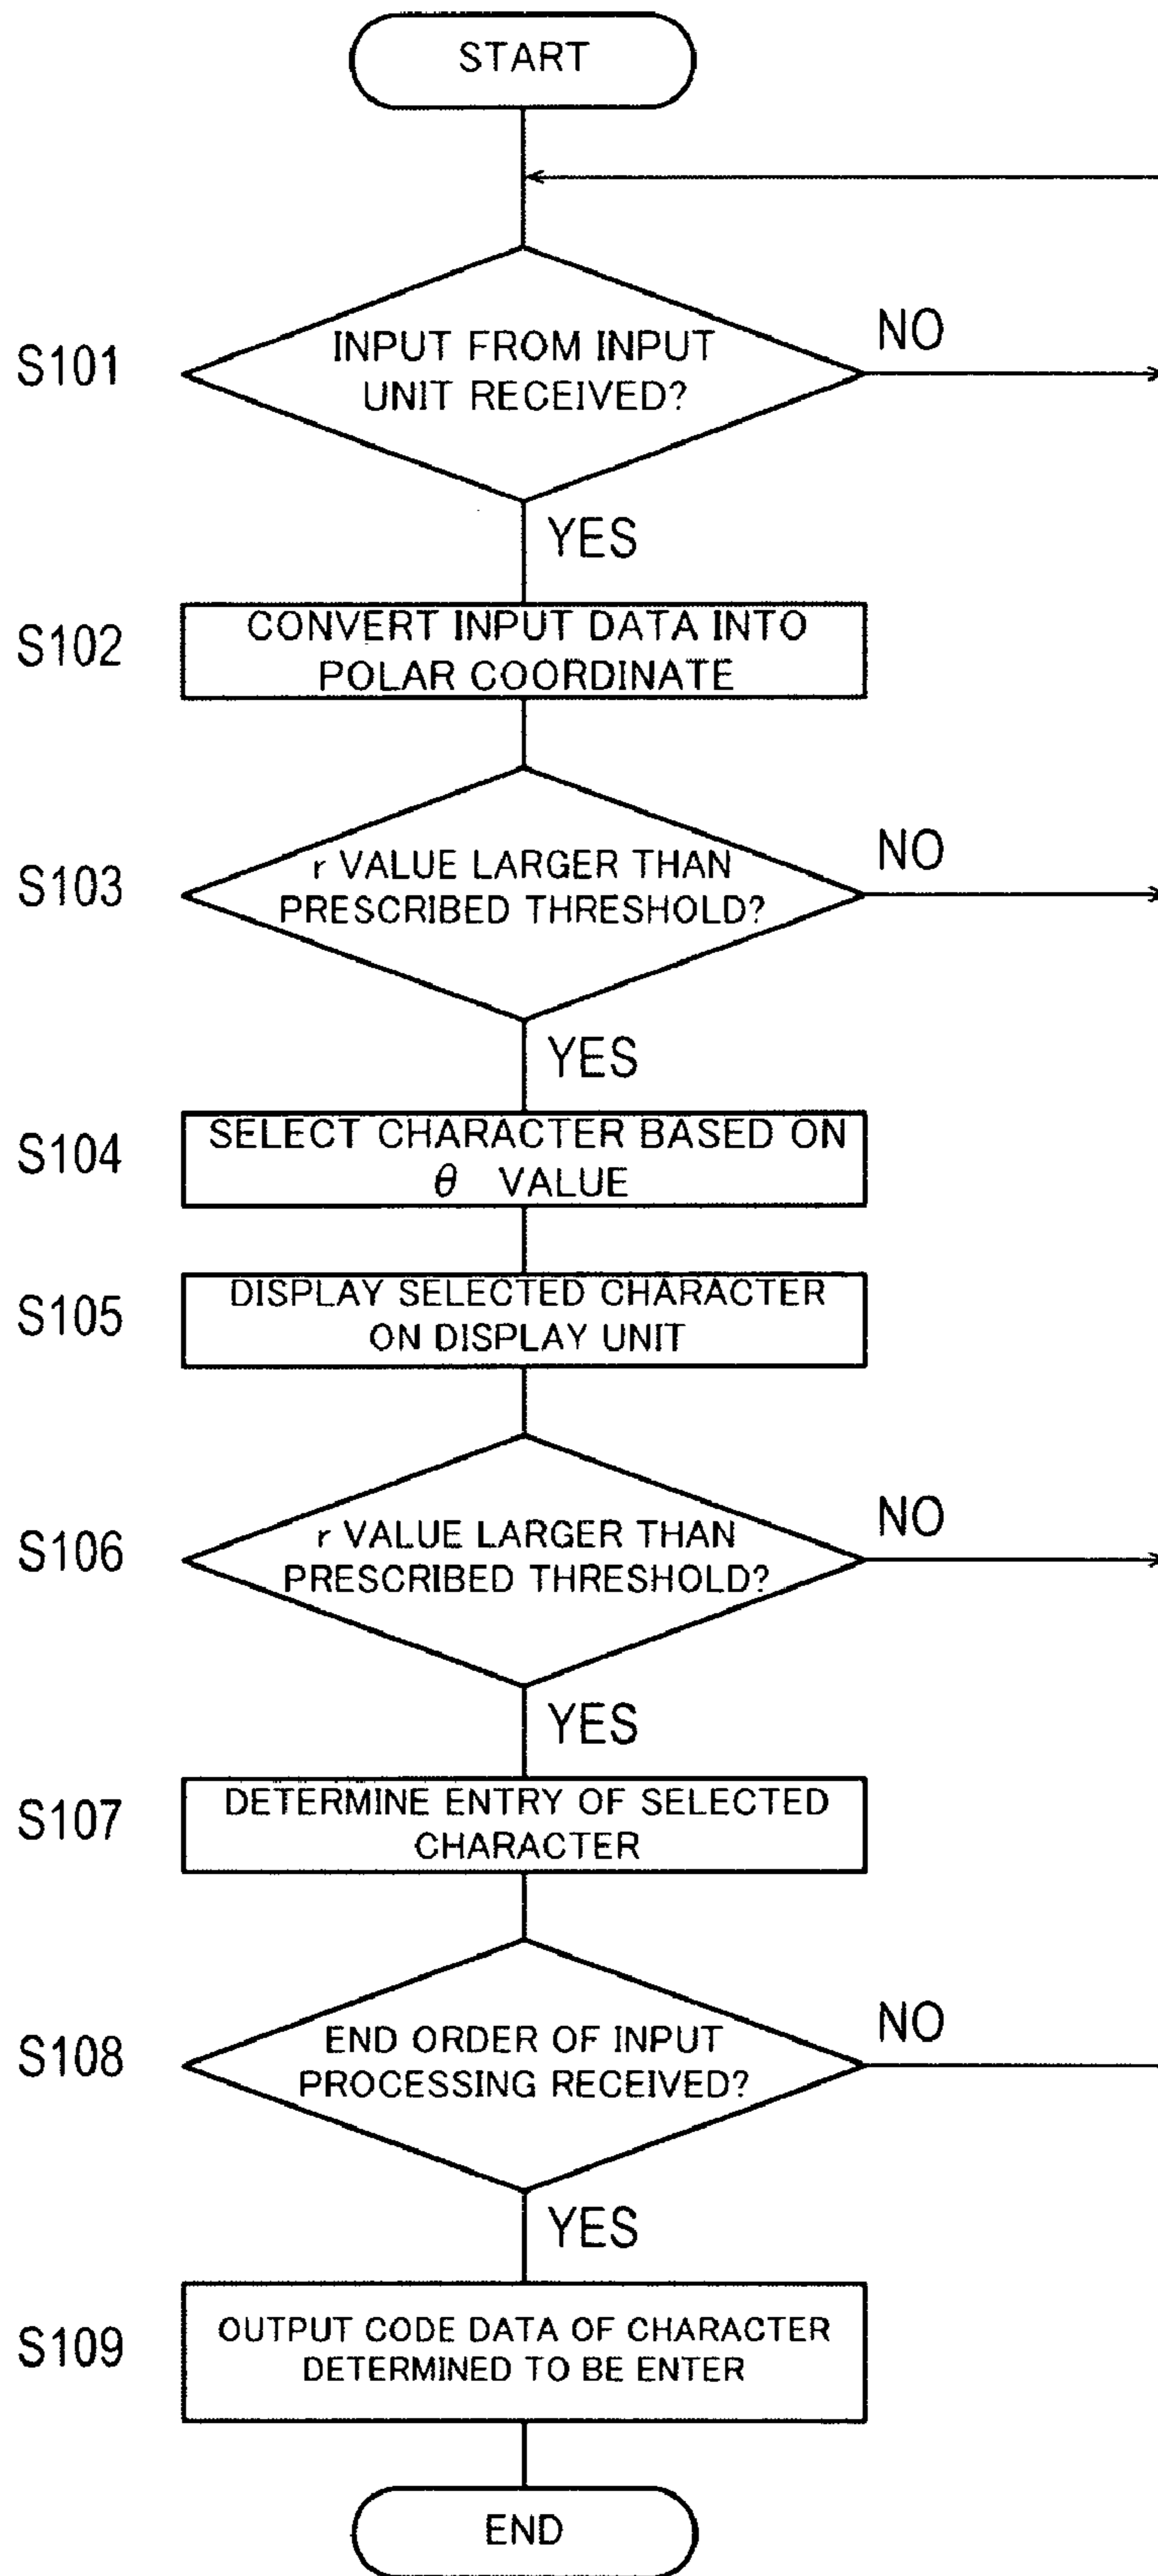 START
S101
INPUT FROM INPUT
UNIT RECEIVED?
NO
YES
S102
CONVERT INPUT DATA INTO
POLAR COORDINATE
S103
r VALUE LARGER THAN
PRESCRIBED THRESHOLD?
NO
YES
S104
SELECT CHARACTER BASED ON
θ VALUE
S105
DISPLAY SELECTED CHARACTER
ON DISPLAY UNIT
S106
r VALUE LARGER THAN
PRESCRIBED THRESHOLD?
NO
YES
S107
DETERMINE ENTRY OF SELECTED
CHARACTER
S108
END ORDER OF INPUT
PROCESSING RECEIVED?
NO
YES
S109
OUTPUT CODE DATA OF CHARACTER
DETERMINED TO BE ENTER
END